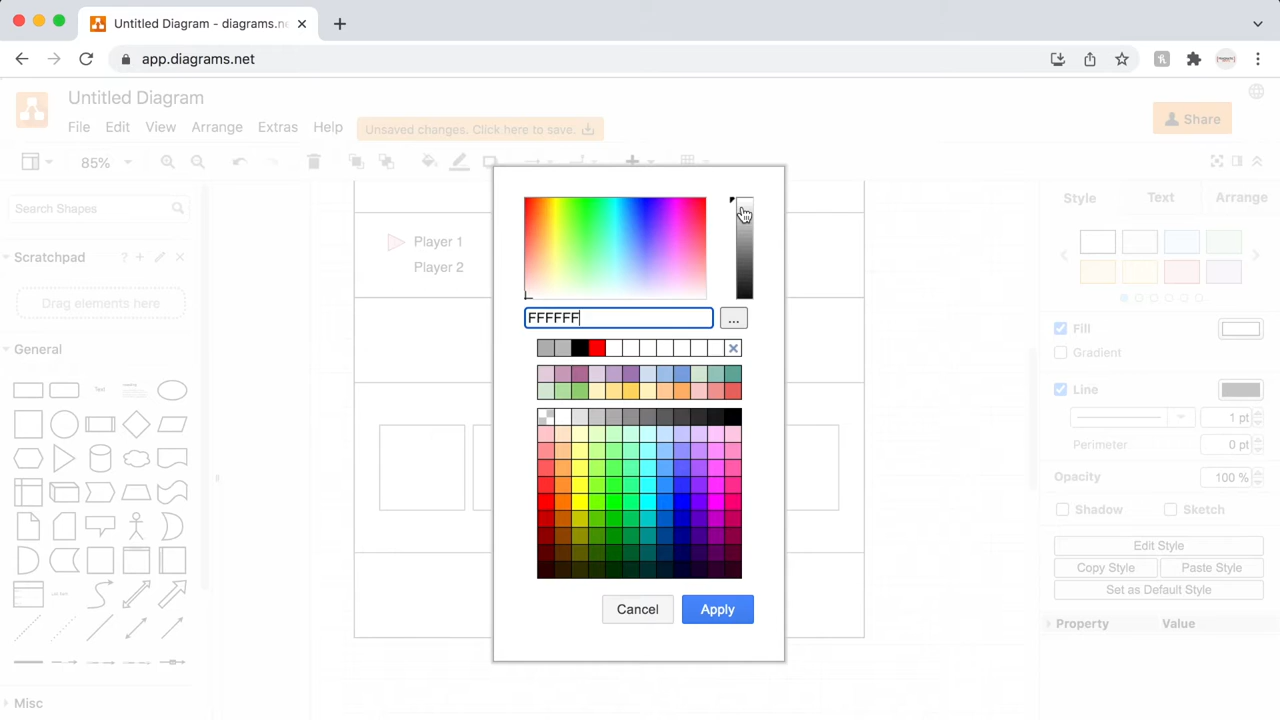 Untitled Diagram - diagrams.ne
app.diagrams.net
Untitled Diagram
File Edit View Arrange Extras Help
Unsaved changes. Click here to save.
Share
85%
Search Shapes
Scratchpad
?
Drag elements here
General
Text
Misc
Player 1
Player 2
FFFFFF
...
Cancel
Apply
Style Text Arrange
Fill
Gradient
Line
1 pt
Perimeter
0 pt
Opacity
100 %
Shadow
Sketch
Edit Style
Copy Style
Paste Style
Set as Default Style
Property
Value